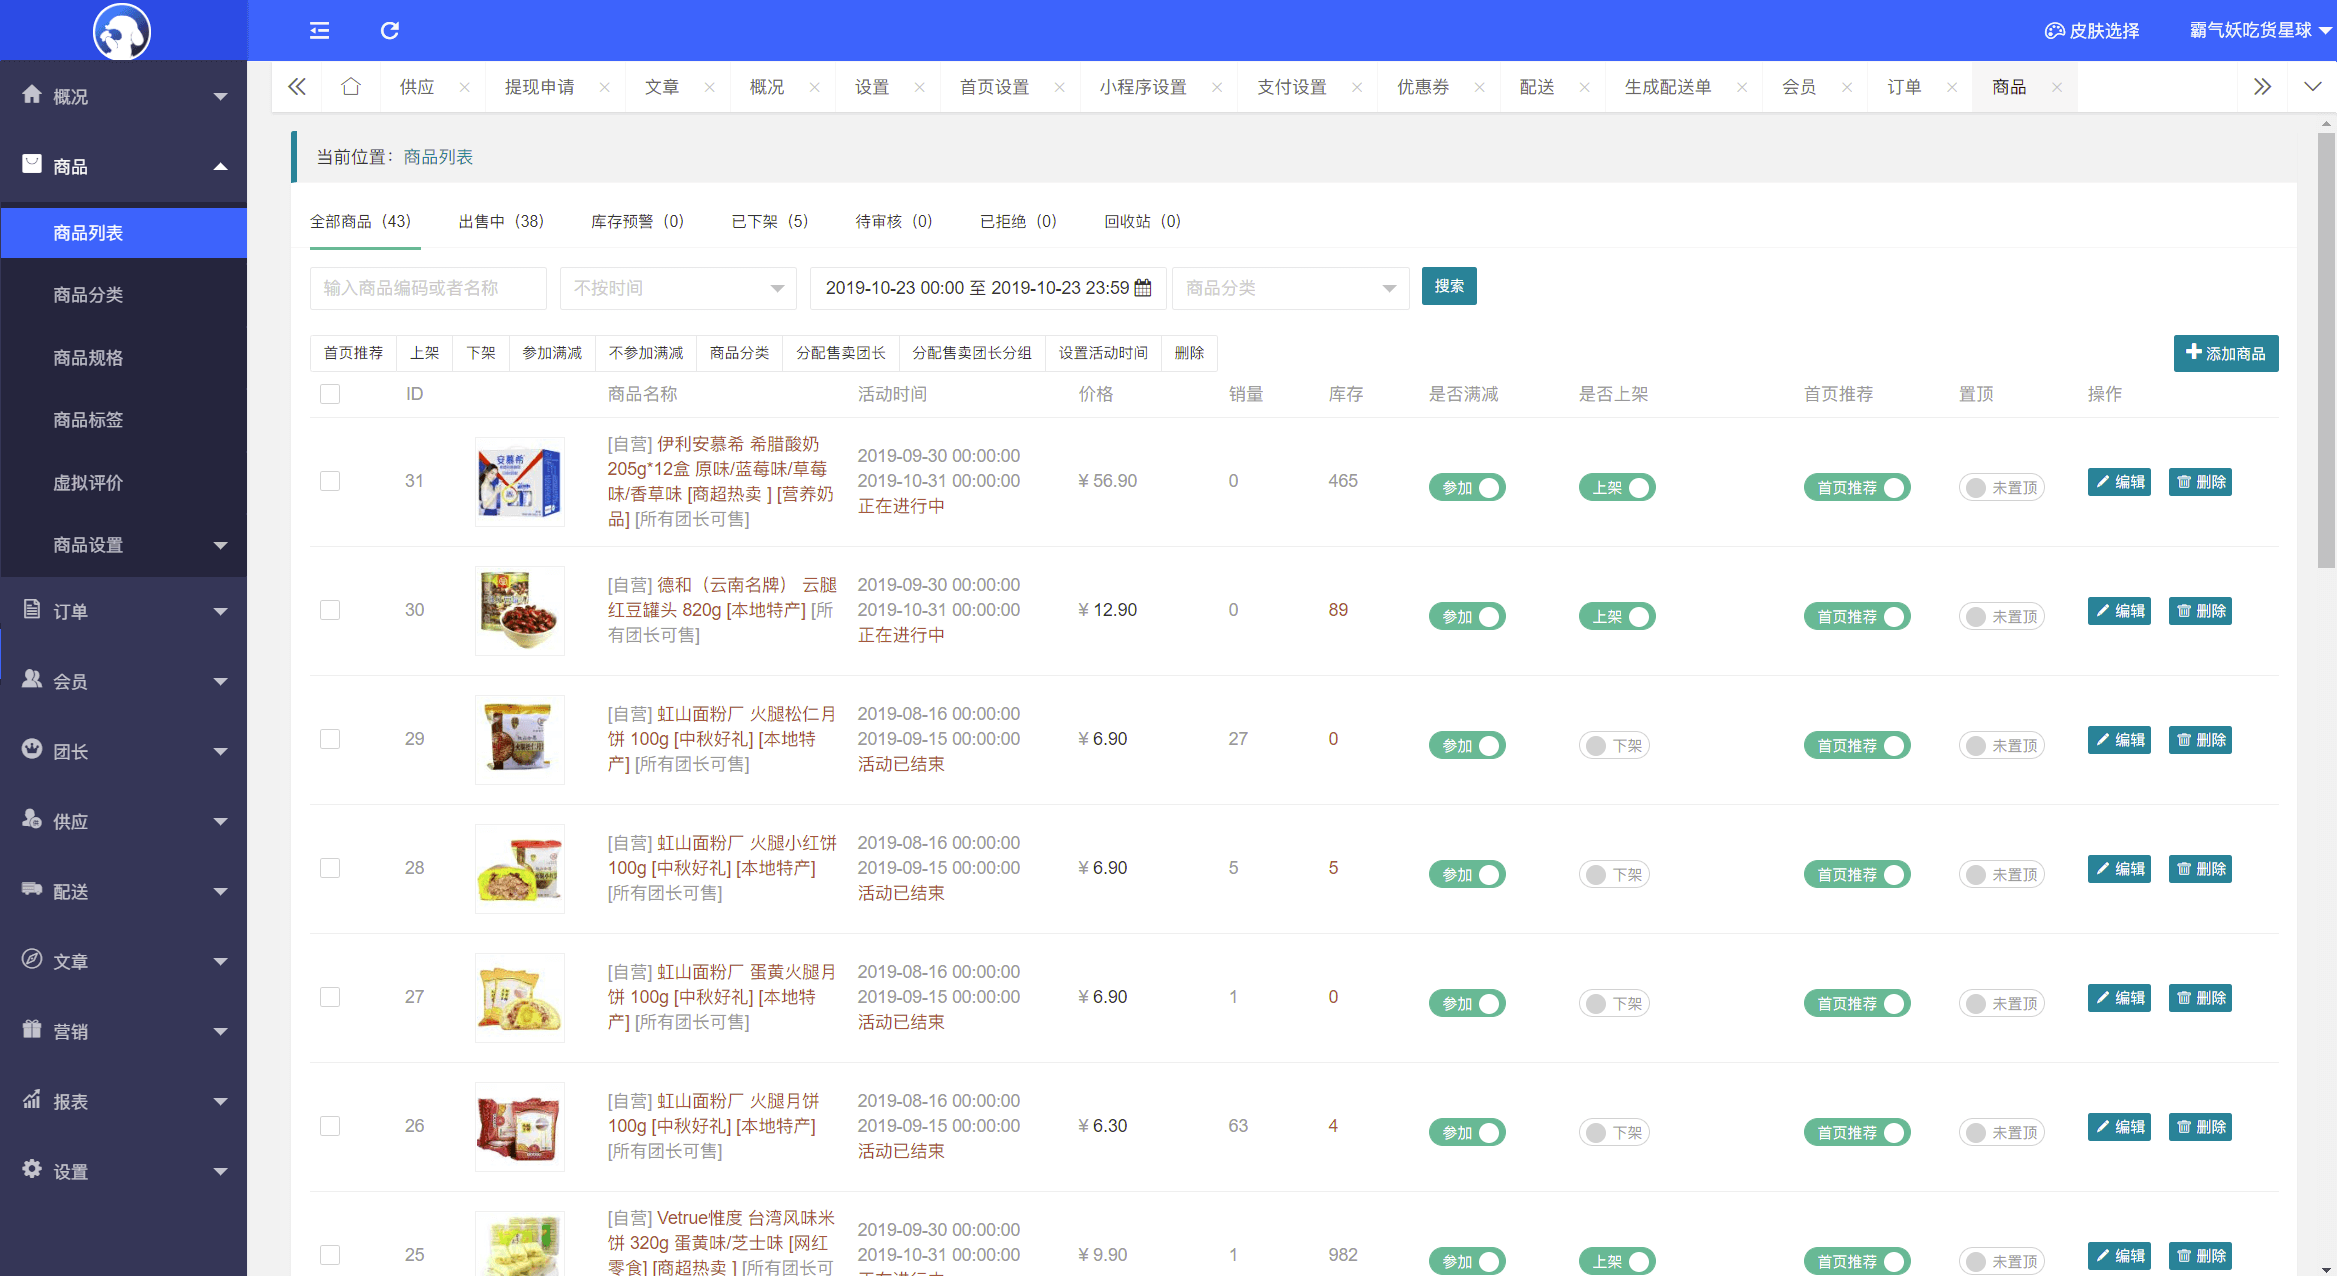 皮肤选择
霸气妖吃货星球
供应
提现申请
文章
概况
设置
首页设置
小程序设置
支付设置
优惠券
配送
生成配送单
会员
订单
商品
概况
商品
商品列表
商品分类
商品规格
商品标签
虚拟评价
商品设置
订单
会员
团长
供应
配送
文章
营销
报表
设置
当前位置：商品列表
全部商品（43） 出售中（38） 库存预警（0） 已下架（5） 待审核（0） 已拒绝（0） 回收站（0）
输入商品编码或者名称 不按时间 2019-10-23 00:00 至 2019-10-23 23:59 商品分类 搜索
首页推荐 上架 下架 参加满减 不参加满减 商品分类 分配售卖团长 分配售卖团长分组 设置活动时间 删除 添加商品
ID 商品名称 活动时间 价格 销量 库存 是否满减 是否上架 首页推荐 置顶 操作
31
安慕希
[自营] 伊利安慕希 希腊酸奶
205g*12盒 原味/蓝莓味/草莓
味/香草味 [商超热卖 ] [营养奶
品] [所有团长可售]
2019-09-30 00:00:00
2019-10-31 00:00:00
正在进行中
¥ 56.90 0 465 参加 上架 首页推荐 未置顶 编辑 删除
30
[自营] 德和（云南名牌） 云腿
红豆罐头 820g [本地特产] [所
有团长可售]
2019-09-30 00:00:00
2019-10-31 00:00:00
正在进行中
¥ 12.90 0 89 参加 上架 首页推荐 未置顶 编辑 删除
29
[自营] 虹山面粉厂 火腿松仁月
饼 100g [中秋好礼] [本地特
产] [所有团长可售]
2019-08-16 00:00:00
2019-09-15 00:00:00
活动已结束
¥ 6.90 27 0 参加 下架 首页推荐 未置顶 编辑 删除
28
[自营] 虹山面粉厂 火腿小红饼
100g [中秋好礼] [本地特产]
[所有团长可售]
2019-08-16 00:00:00
2019-09-15 00:00:00
活动已结束
¥ 6.90 5 5 参加 下架 首页推荐 未置顶 编辑 删除
27
[自营] 虹山面粉厂 蛋黄火腿月
饼 100g [中秋好礼] [本地特
产] [所有团长可售]
2019-08-16 00:00:00
2019-09-15 00:00:00
活动已结束
¥ 6.90 1 0 参加 下架 首页推荐 未置顶 编辑 删除
26
[自营] 虹山面粉厂 火腿月饼
100g [中秋好礼] [本地特产]
[所有团长可售]
2019-08-16 00:00:00
2019-09-15 00:00:00
活动已结束
¥ 6.30 63 4 参加 下架 首页推荐 未置顶 编辑 删除
25
[自营] Vetrue惟度 台湾风味米
饼 320g 蛋黄味/芝士味 [网红
零食] [商超热卖 ] [所有团长可
2019-09-30 00:00:00
2019-10-31 00:00:00
正在进行中
¥ 9.90 1 982 参加 上架 首页推荐 未置顶 编辑 删除